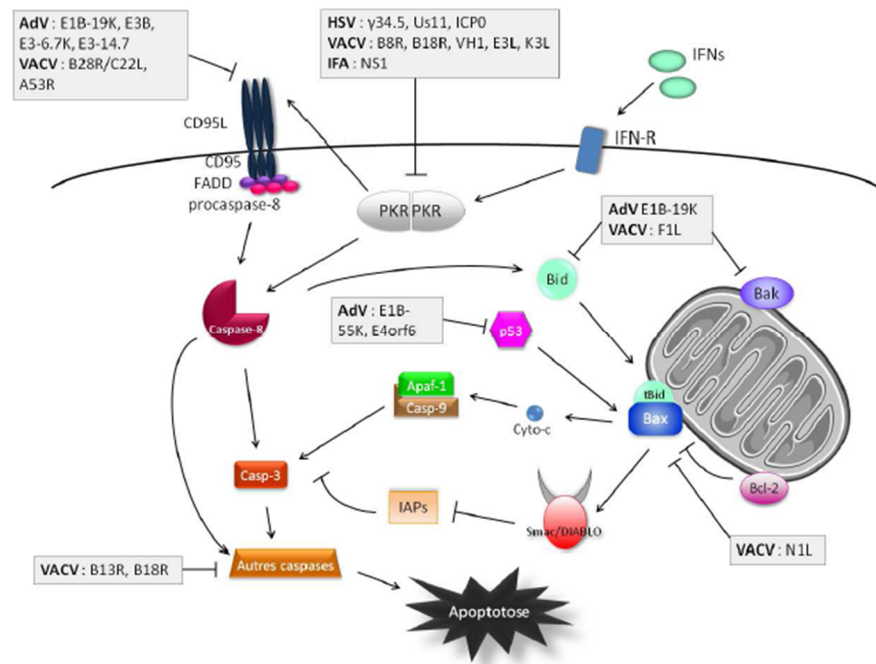 AdV : E1B-19K, E3B,
E3-6.7K, E3-14.7
VACV : B28R/C22L,
A53R
HSV : γ34.5, Us11, ICP0
VACV : B8R, B18R, VH1, E3L, K3L
IFA : NS1
IFNs
IFN-R
CD95L
CD95
FADD
procaspase-8
PKR PKR
AdV E1B-19K
VACV : F1L
Bid
Bak
Caspase-8
AdV : E1B-
55K, E4orf6
p53
Apaf-1
Casp-9
Cyto-c
tBid
Bax
Casp-3
IAPs
Smac/DIABLO
Bcl-2
VACV : N1L
VACV : B13R, B18R
Autres caspases
Apoptotose